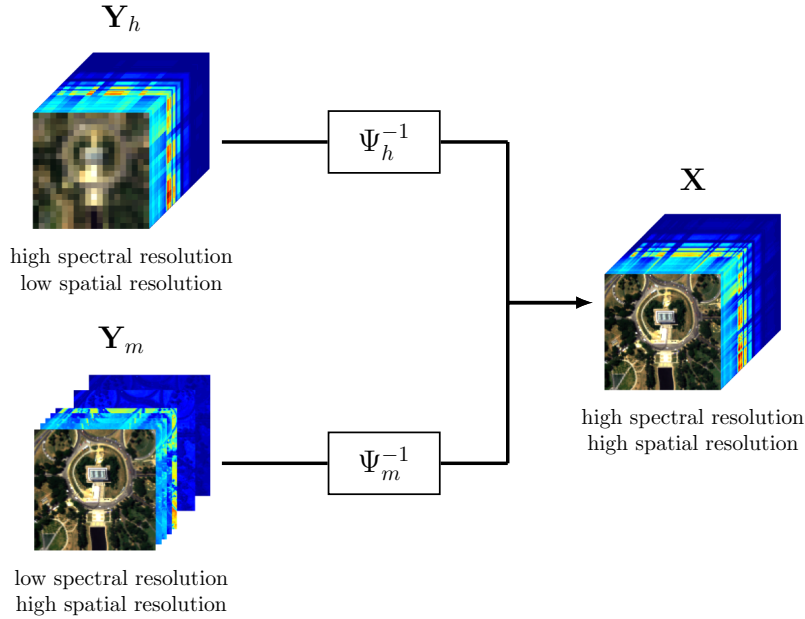 Y_h
Ψ_h^{-1}
high spectral resolution
low spatial resolution
X
high spectral resolution
high spatial resolution
Y_m
Ψ_m^{-1}
low spectral resolution
high spatial resolution